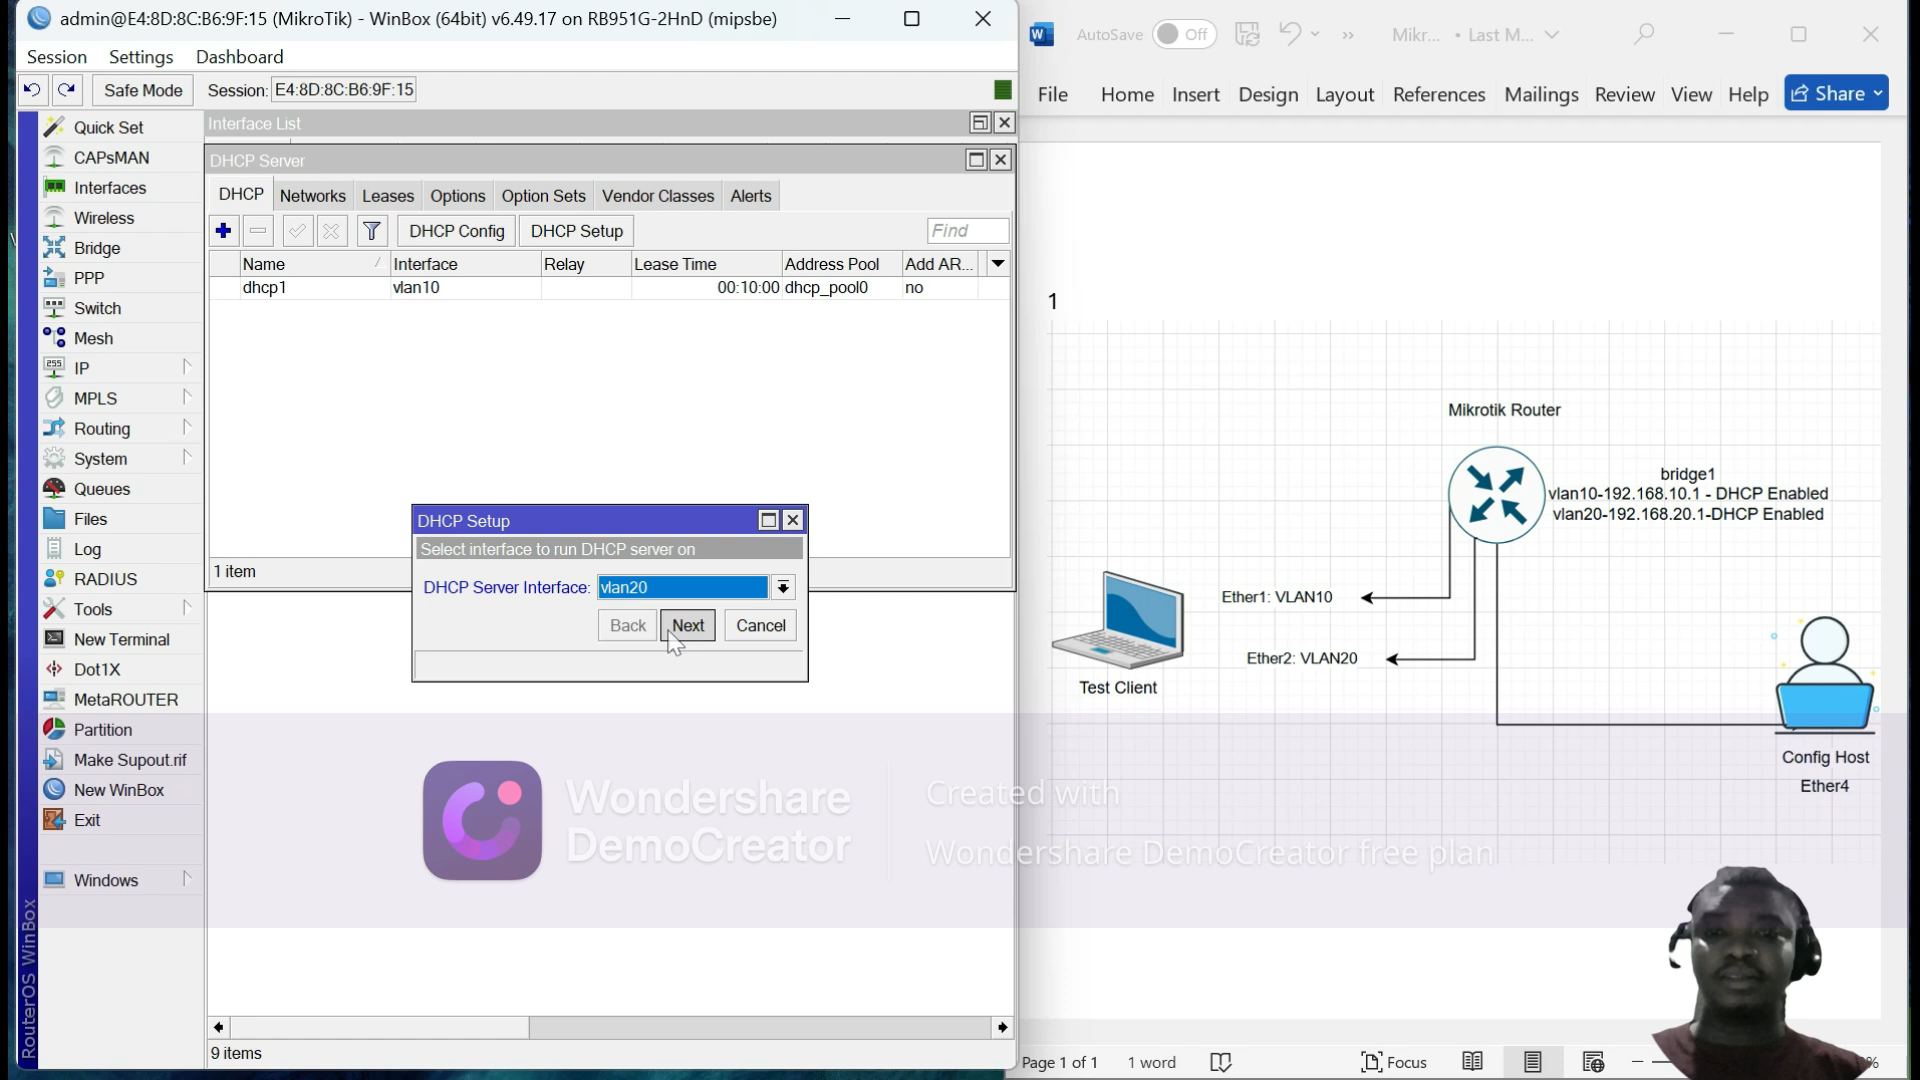 admin@E4:8D:8C:B6:9F:15 (MikroTik) - WinBox (64bit) v6.49.17 on RB951G-2HnD (mipsbe)
Session Settings Dashboard
Safe Mode Session: E4:8D:8C:B6:9F:15
Quick Set
CAPsMAN
Interfaces
Wireless
Bridge
PPP
Switch
Mesh
IP
MPLS
Routing
System
Queues
Files
Log
RADIUS
Tools
New Terminal
Dot1X
MetaROUTER
Partition
Make Supout.rif
New WinBox
Exit
Windows
RouterOS WinBox
Interface List
DHCP Server
DHCP Networks Leases Options Option Sets Vendor Classes Alerts
DHCP Config DHCP Setup Find
Name Interface Relay Lease Time Address Pool Add AR...
dhcp1 vlan10 00:10:00 dhcp_pool0 no
1 item
DHCP Setup
Select interface to run DHCP server on
DHCP Server Interface: vlan20
Back Next Cancel
9 items
AutoSave Off Mikr... • Last M...
File Home Insert Design Layout References Mailings Review View Help Share
1
Mikrotik Router
bridge1
vlan10-192.168.10.1 - DHCP Enabled
vlan20-192.168.20.1-DHCP Enabled
Ether1: VLAN10
Ether2: VLAN20
Test Client
Config Host
Ether4
Wondershare
DemoCreator
Created with
Wondershare DemoCreator free plan
Page 1 of 1 1 word Focus